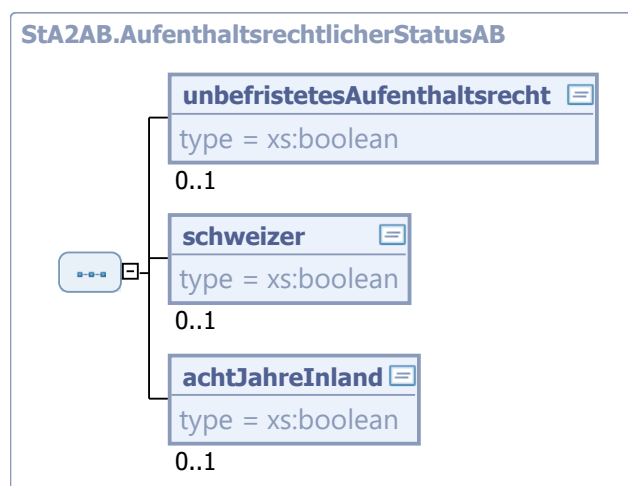 StA2AB.AufenthaltsrechtlicherStatusAB
unbefristetesAufenthaltsrecht
type = xs:boolean
0..1
schweizer
type = xs:boolean
0..1
achtJahreInland
type = xs:boolean
0..1